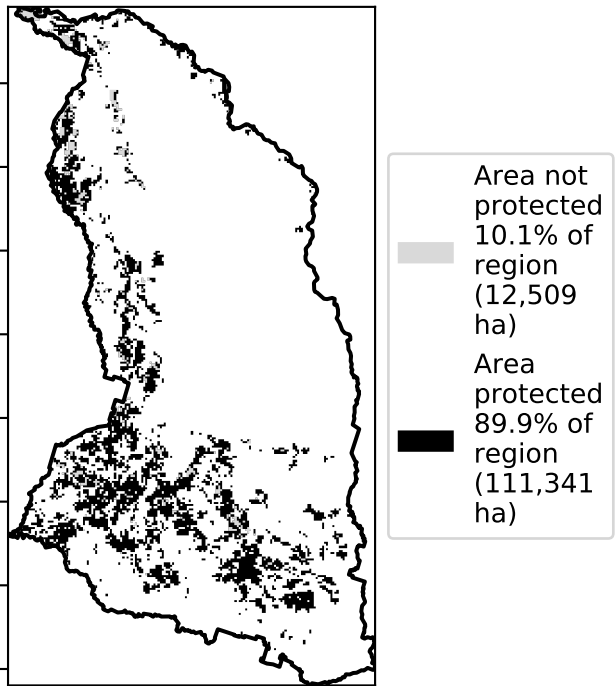 Area not
protected
10.1% of
region
(12,509
ha)
Area
protected
89.9% of
region
(111,341
ha)